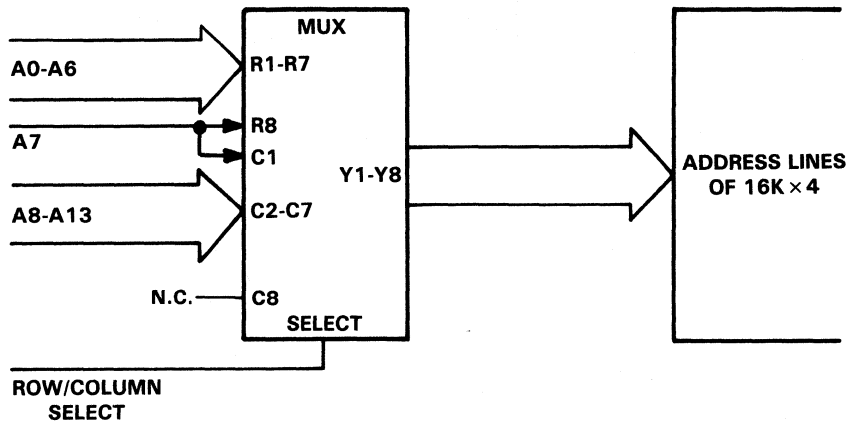 MUX
A0-A6
R1-R7
R8
A7
C1
Y1-Y8
ADDRESS LINES
OF 16K × 4
A8-A13
C2-C7
N.C.
C8
SELECT
ROW/COLUMN
SELECT